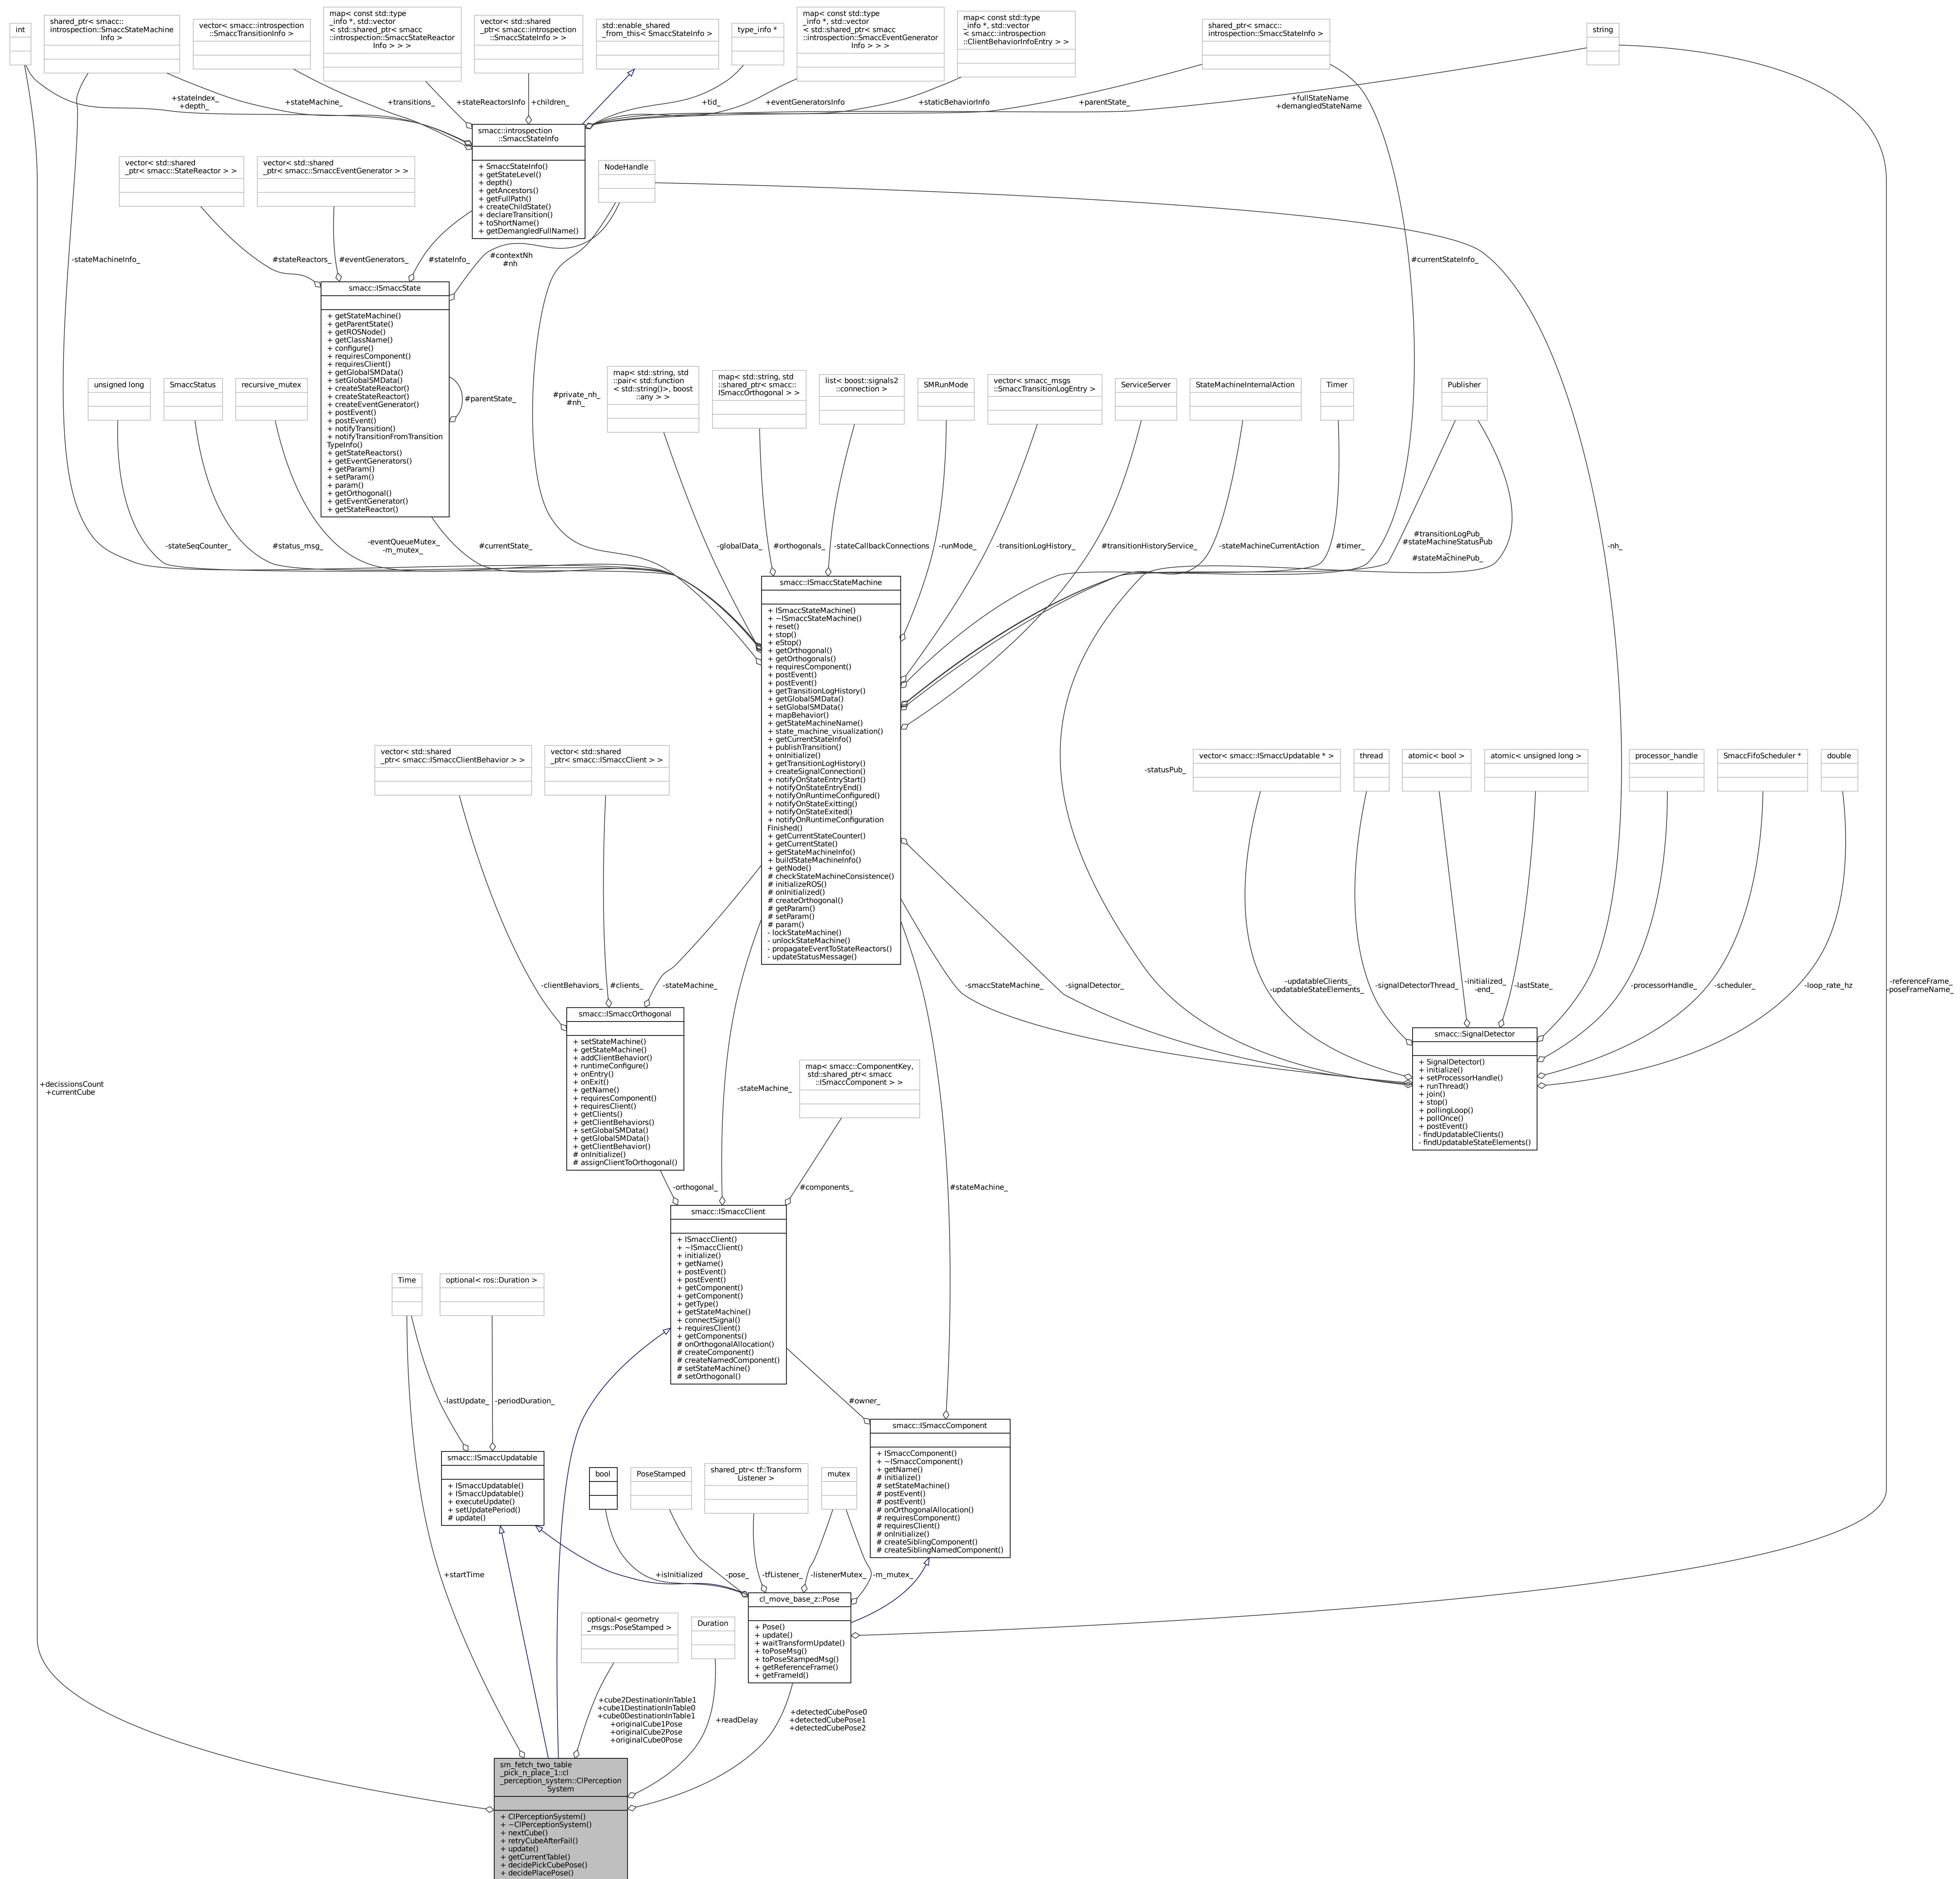 int
shared_ptr< smacc::
introspection::SmaccStateMachine
Info >
vector< smacc::introspection
::SmaccTransitionInfo >
map< const std::type
_info *, std::vector
< std::shared_ptr< smacc
::introspection::SmaccStateReactor
Info > > >
vector< std::shared
_ptr< smacc::introspection
::SmaccStateInfo > >
std::enable_shared
_from_this< SmaccStateInfo >
type_info *
map< const std::type
_info *, std::vector
< std::shared_ptr< smacc
::introspection::SmaccEventGenerator
Info > > >
map< const std::type
_info *, std::vector
< smacc::introspection
::ClientBehaviorInfoEntry > >
shared_ptr< smacc::
introspection::SmaccStateInfo >
string
+stateIndex_
+depth_
+stateMachine_
+transitions_
+stateReactorsInfo
+children_
+tid_
+eventGeneratorsInfo
+staticBehaviorInfo
+parentState_
+fullStateName
+demangledStateName
smacc::introspection
::SmaccStateInfo
+ SmaccStateInfo()
+ getStateLevel()
+ depth()
+ getAncestors()
+ getFullPath()
+ createChildState()
+ declareTransition()
+ toShortName()
+ getDemangledFullName()
vector< std::shared
_ptr< smacc::StateReactor > >
vector< std::shared
_ptr< smacc::SmaccEventGenerator > >
NodeHandle
-stateMachineInfo_
#stateReactors_
#eventGenerators_
#stateInfo_
#contextNh
#nh
#currentStateInfo_
smacc::ISmaccState
+ getStateMachine()
+ getParentState()
+ getROSNode()
+ getClassName()
+ configure()
+ requiresComponent()
+ requiresClient()
+ getGlobalSMData()
+ setGlobalSMData()
+ createStateReactor()
+ createStateReactor()
+ createEventGenerator()
+ postEvent()
+ postEvent()
+ notifyTransition()
+ notifyTransitionFromTransition
TypeInfo()
+ getStateReactors()
+ getEventGenerators()
+ getParam()
+ setParam()
+ param()
+ getOrthogonal()
+ getEventGenerator()
+ getStateReactor()
#parentState_
unsigned long
SmaccStatus
recursive_mutex
#private_nh_
#nh_
map< std::string, std
::pair< std::function
< std::string()>, boost
::any > >
map< std::string, std
::shared_ptr< smacc::
ISmaccOrthogonal > >
list< boost::signals2
::connection >
SMRunMode
vector< smacc_msgs
::SmaccTransitionLogEntry >
ServiceServer
StateMachineInternalAction
Timer
Publisher
-stateSeqCounter_
#status_msg_
-eventQueueMutex_
-m_mutex_
#currentState_
-globalData_
#orthogonals_
-stateCallbackConnections
-runMode_
-transitionLogHistory_
#transitionHistoryService_
-stateMachineCurrentAction
#timer_
#transitionLogPub_
#stateMachineStatusPub
_
#stateMachinePub_
-nh_
smacc::ISmaccStateMachine
+ ISmaccStateMachine()
+ ~ISmaccStateMachine()
+ reset()
+ stop()
+ eStop()
+ getOrthogonal()
+ getOrthogonals()
+ requiresComponent()
+ postEvent()
+ postEvent()
+ getTransitionLogHistory()
+ getGlobalSMData()
+ setGlobalSMData()
+ mapBehavior()
+ getStateMachineName()
+ state_machine_visualization()
+ getCurrentStateInfo()
+ publishTransition()
+ onInitialize()
+ getTransitionLogHistory()
+ createSignalConnection()
+ notifyOnStateEntryStart()
+ notifyOnStateEntryEnd()
+ notifyOnRuntimeConfigured()
+ notifyOnStateExitting()
+ notifyOnStateExited()
+ notifyOnRuntimeConfiguration
Finished()
+ getCurrentStateCounter()
+ getCurrentState()
+ getStateMachineInfo()
+ buildStateMachineInfo()
+ getNode()
# checkStateMachineConsistence()
# initializeROS()
# onInitialized()
# createOrthogonal()
# getParam()
# setParam()
# param()
- lockStateMachine()
- unlockStateMachine()
- propagateEventToStateReactors()
- updateStatusMessage()
vector< std::shared
_ptr< smacc::ISmaccClientBehavior > >
vector< std::shared
_ptr< smacc::ISmaccClient > >
-statusPub_
vector< smacc::ISmaccUpdatable * >
thread
atomic< bool >
atomic< unsigned long >
processor_handle
SmaccFifoScheduler *
double
-clientBehaviors_
#clients_
-stateMachine_
-smaccStateMachine_
-signalDetector_
-updatableClients_
-updatableStateElements_
-signalDetectorThread_
-initialized_
-end_
-lastState_
-processorHandle_
-scheduler_
-loop_rate_hz
-referenceFrame_
-poseFrameName_
smacc::ISmaccOrthogonal
+ setStateMachine()
+ getStateMachine()
+ addClientBehavior()
+ runtimeConfigure()
+ onEntry()
+ onExit()
+ getName()
+ requiresComponent()
+ requiresClient()
+ getClients()
+ getClientBehaviors()
+ setGlobalSMData()
+ getGlobalSMData()
+ getClientBehavior()
# onInitialize()
# assignClientToOrthogonal()
smacc::SignalDetector
+ SignalDetector()
+ initialize()
+ setProcessorHandle()
+ runThread()
+ join()
+ stop()
+ pollingLoop()
+ pollOnce()
+ postEvent()
- findUpdatableClients()
- findUpdatableStateElements()
+decissionsCount
+currentCube
-stateMachine_
map< smacc::ComponentKey,
std::shared_ptr< smacc
::ISmaccComponent > >
-orthogonal_
#components_
#stateMachine_
smacc::ISmaccClient
+ ISmaccClient()
+ ~ISmaccClient()
+ initialize()
+ getName()
+ postEvent()
+ postEvent()
+ getComponent()
+ getComponent()
+ getType()
+ getStateMachine()
+ connectSignal()
+ requiresClient()
+ getComponents()
# onOrthogonalAllocation()
# createComponent()
# createNamedComponent()
# setStateMachine()
# setOrthogonal()
Time
optional< ros::Duration >
-lastUpdate_
-periodDuration_
#owner_
smacc::ISmaccComponent
+ ISmaccComponent()
+ ~ISmaccComponent()
+ getName()
# initialize()
# setStateMachine()
# postEvent()
# postEvent()
# onOrthogonalAllocation()
# requiresComponent()
# requiresClient()
# onInitialize()
# createSiblingComponent()
# createSiblingNamedComponent()
smacc::ISmaccUpdatable
+ ISmaccUpdatable()
+ ISmaccUpdatable()
+ executeUpdate()
+ setUpdatePeriod()
# update()
bool
PoseStamped
shared_ptr< tf::Transform
Listener >
mutex
+startTime
+isInitialized
-pose_
-tfListener_
-listenerMutex_
-m_mutex_
cl_move_base_z::Pose
+ Pose()
+ update()
+ waitTransformUpdate()
+ toPoseMsg()
+ toPoseStampedMsg()
+ getReferenceFrame()
+ getFrameId()
optional< geometry
_msgs::PoseStamped >
Duration
+cube2DestinationInTable1
+cube1DestinationInTable0
+cube0DestinationInTable1
+originalCube1Pose
+originalCube2Pose
+originalCube0Pose
+readDelay
+detectedCubePose0
+detectedCubePose1
+detectedCubePose2
sm_fetch_two_table
_pick_n_place_1::cl
_perception_system::ClPerception
System
+ ClPerceptionSystem()
+ ~ClPerceptionSystem()
+ nextCube()
+ retryCubeAfterFail()
+ update()
+ getCurrentTable()
+ decidePickCubePose()
+ decidePlacePose()